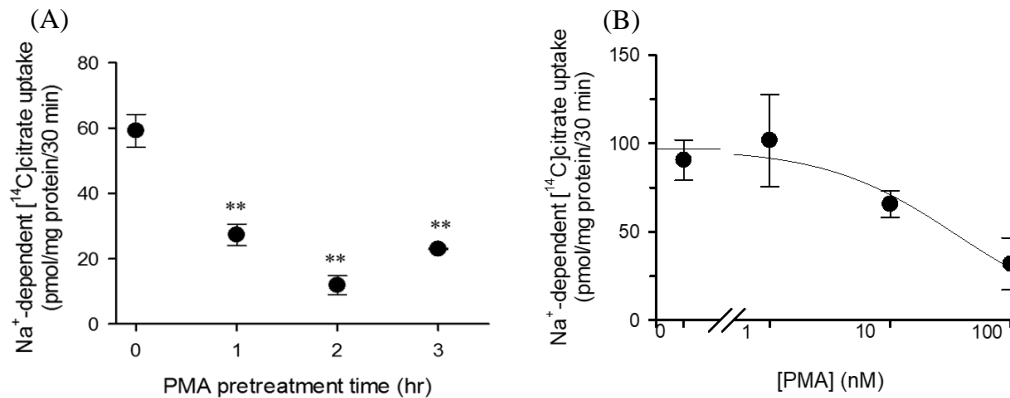 (A)
Na⁺-dependent [¹⁴C]citrate uptake
(pmol/mg protein/30 min)
80
60
40
20
0
**
**
**
0 1 2 3
PMA pretreatment time (hr)
(B)
Na⁺-dependent [¹⁴C]citrate uptake
(pmol/mg protein/30 min)
150
100
50
0
0 1 10 100
[PMA] (nM)